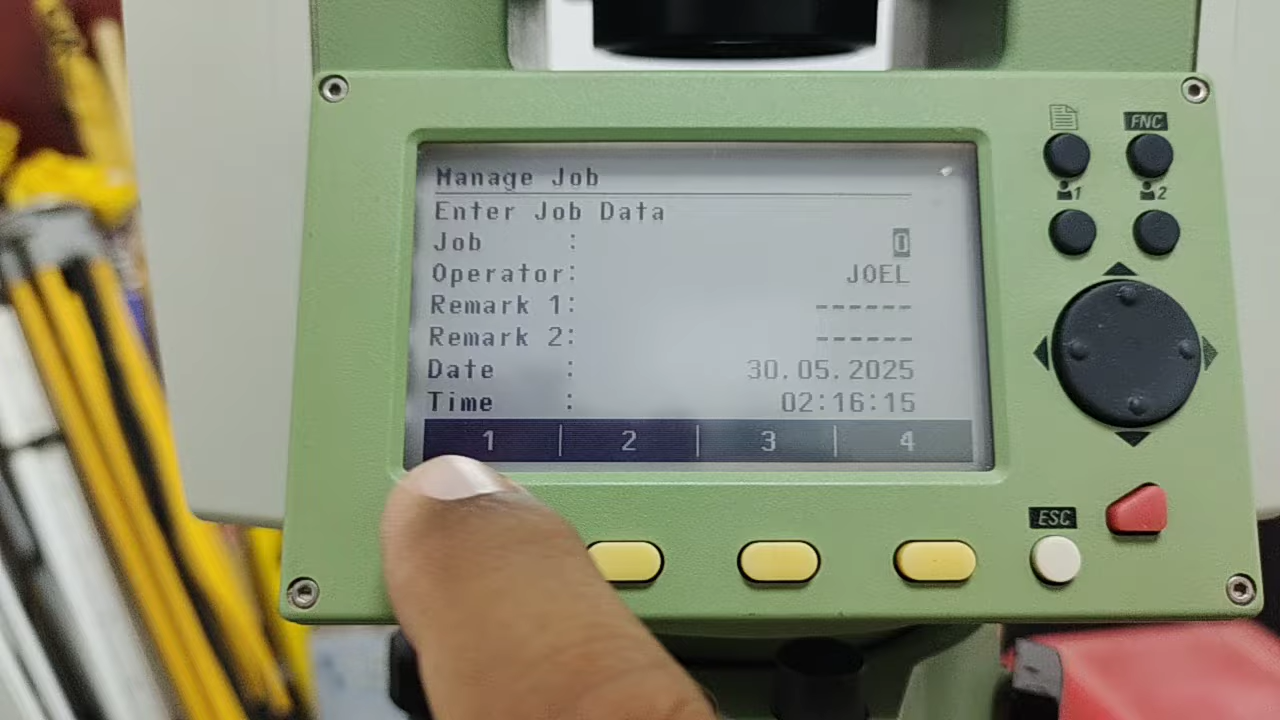 FNC
1
2
Manage Job
Enter Job Data
Job : 0
Operator: JOEL
Remark 1: ------
Remark 2: ------
Date : 30.05.2025
Time : 02:16:15
1 | 2 | 3 | 4
ESC